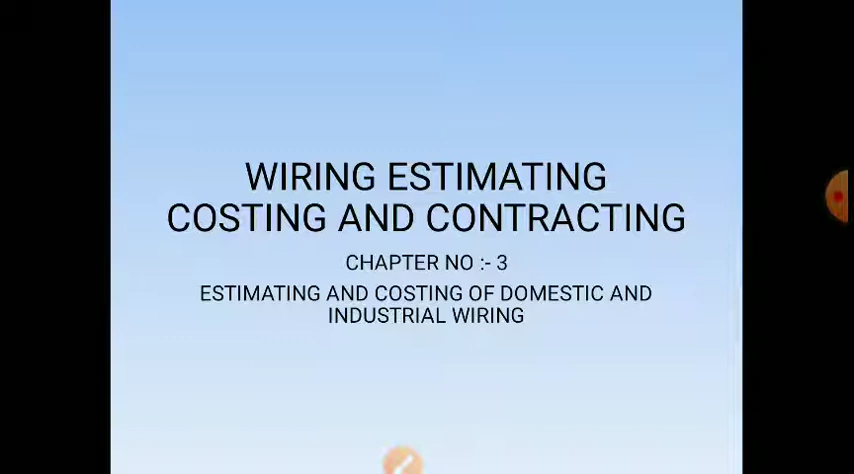 WIRING ESTIMATING
COSTING AND CONTRACTING
CHAPTER NO :- 3
ESTIMATING AND COSTING OF DOMESTIC AND
INDUSTRIAL WIRING